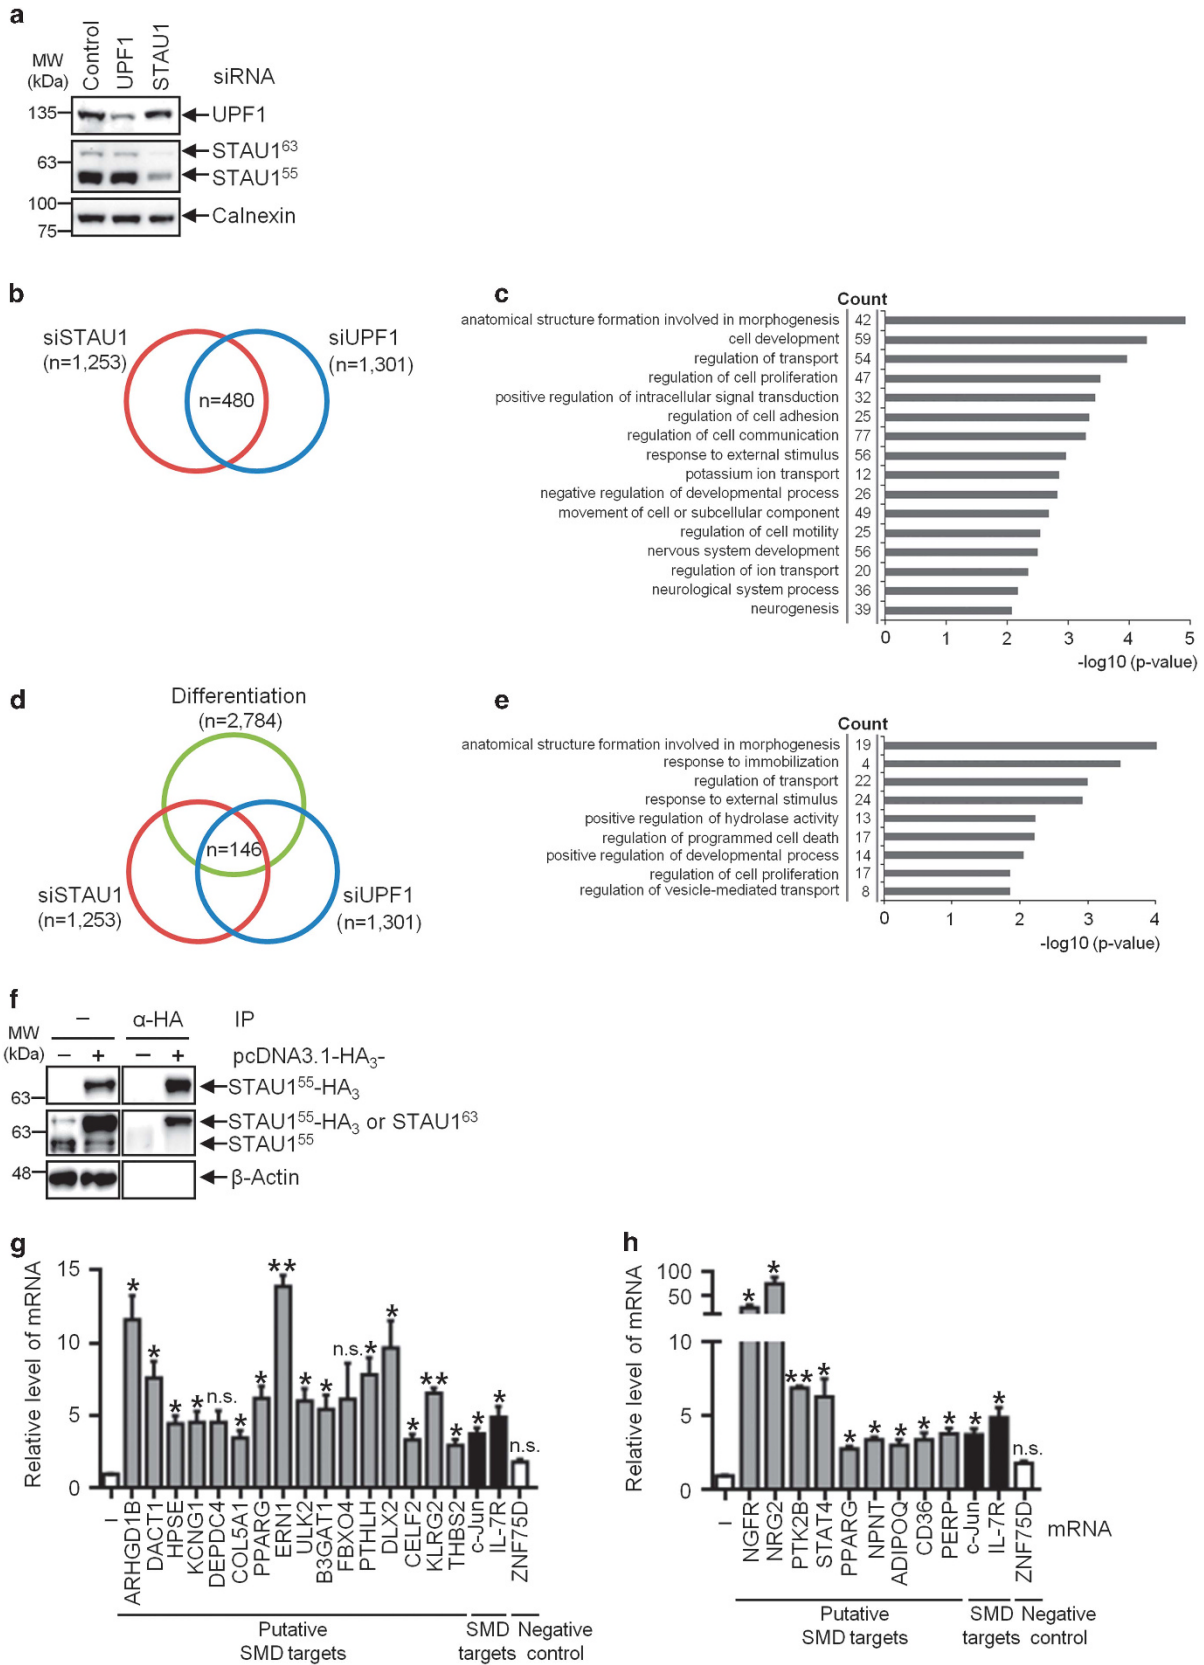 a
MW
(kDa)
Control
UPF1
STAU1
siRNA
135
UPF1
STAU1⁶³
63
STAU1⁵⁵
100
Calnexin
75
b
siSTAU1
(n=1,253)
siUPF1
(n=1,301)
n=480
c
Count
anatomical structure formation involved in morphogenesis 42
cell development 59
regulation of transport 54
regulation of cell proliferation 47
positive regulation of intracellular signal transduction 32
regulation of cell adhesion 25
regulation of cell communication 77
response to external stimulus 56
potassium ion transport 12
negative regulation of developmental process 26
movement of cell or subcellular component 49
regulation of cell motility 25
nervous system development 56
regulation of ion transport 20
neurological system process 36
neurogenesis 39
0 1 2 3 4 5
-log10 (p-value)
d
Differentiation
(n=2,784)
n=146
siSTAU1
(n=1,253)
siUPF1
(n=1,301)
e
Count
anatomical structure formation involved in morphogenesis 19
response to immobilization 4
regulation of transport 22
response to external stimulus 24
positive regulation of hydrolase activity 13
regulation of programmed cell death 17
positive regulation of developmental process 14
regulation of cell proliferation 17
regulation of vesicle-mediated transport 8
0 1 2 3 4
-log10 (p-value)
f
– α-HA IP
MW
(kDa)
– + – + pcDNA3.1-HA₃-
STAU1⁵⁵-HA₃
63
STAU1⁵⁵-HA₃ or STAU1⁶³
63
STAU1⁵⁵
48
β-Actin
g
Relative level of mRNA
15
10
5
0
* * * * n.s. * * ** * * n.s. * * * ** * * * n.s.
–
ARHGD1B
DACT1
HPSE
KCNG1
DEPDC4
COL5A1
PPARG
ERN1
ULK2
B3GAT1
FBXO4
PTHLH
DLX2
CELF2
KLRG2
THBS2
c-Jun
IL-7R
ZNF75D
Putative
SMD targets
SMD
targets
Negative
control
h
Relative level of mRNA
100
50
10
5
0
* * ** * * * * * * * * n.s.
–
NGFR
NRG2
PTK2B
STAT4
PPARG
NPNT
ADIPOQ
CD36
PERP
c-Jun
IL-7R
ZNF75D
mRNA
Putative
SMD targets
SMD
targets
Negative
control